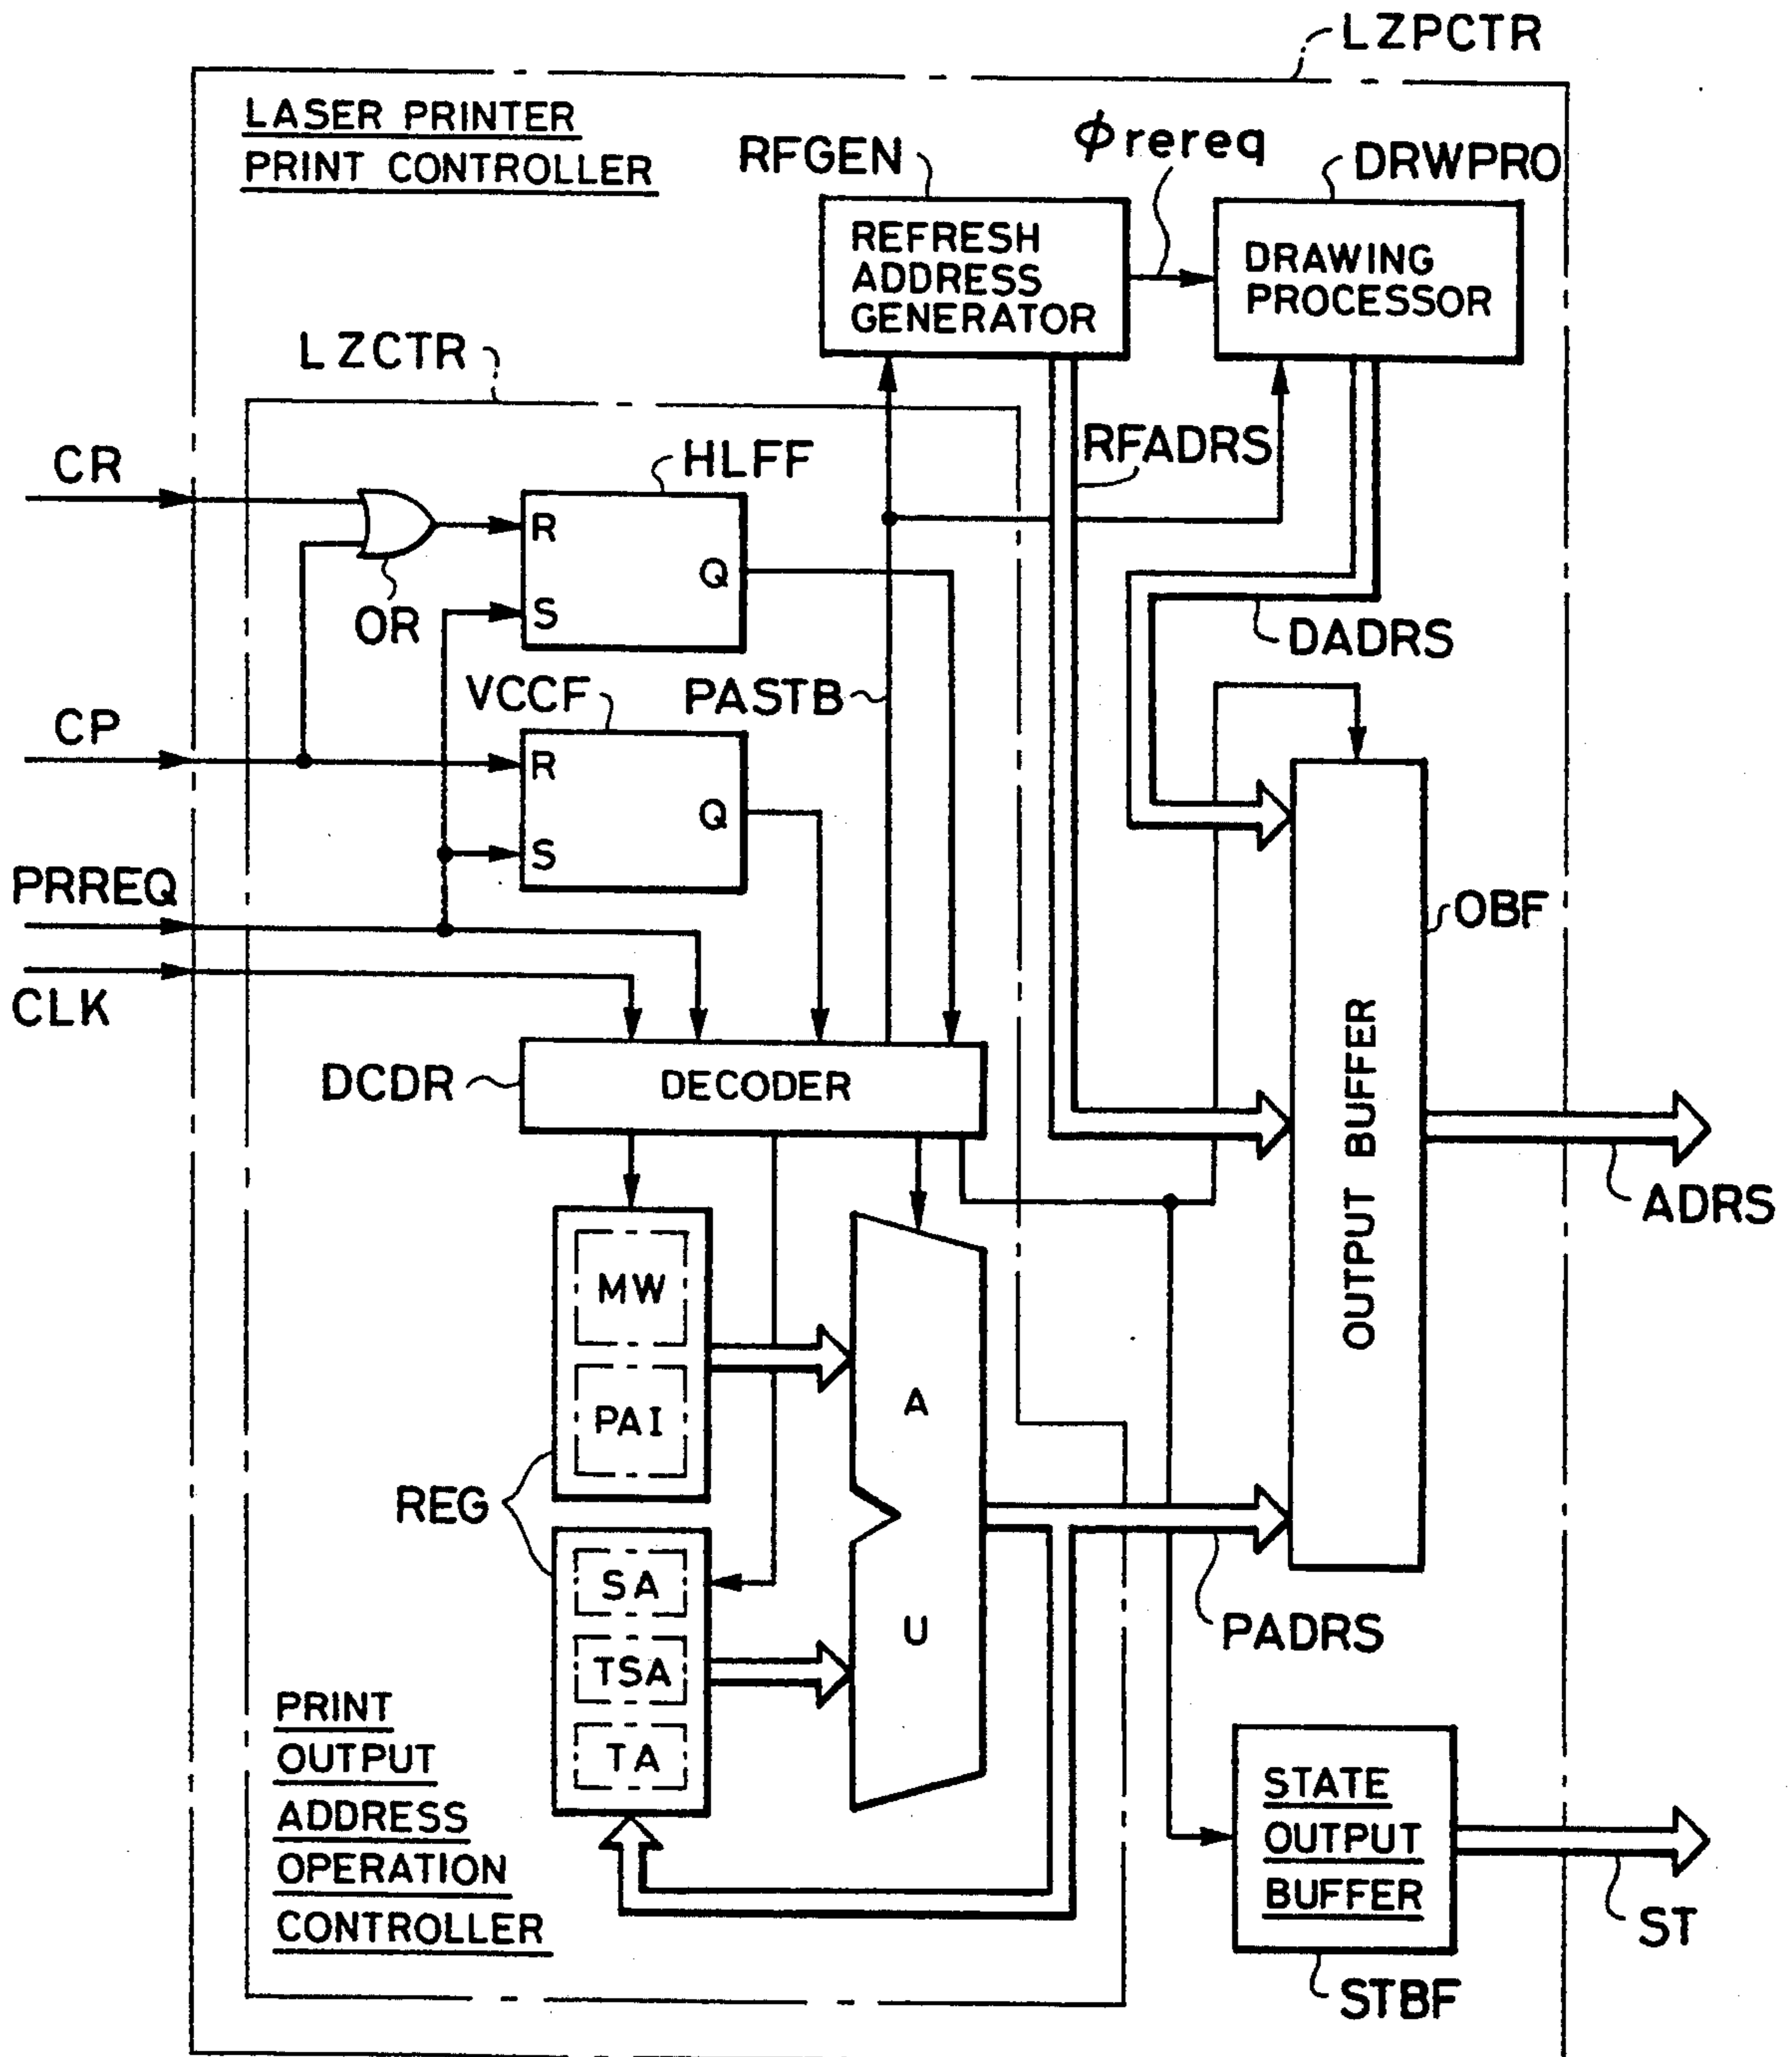 LZPCTR
LASER PRINTER
PRINT CONTROLLER
RFGEN
φrereq
DRWPRO
REFRESH
ADDRESS
GENERATOR
DRAWING
PROCESSOR
LZCTR
CR
HLFF
RFADRS
R
Q
S
OR
DADRS
VCCF
PASTB
CP
R
Q
S
PRREQ
OBF
CLK
DCDR
DECODER
OUTPUT BUFFER
ADRS
MW
A
PAI
REG
SA
U
PADRS
TSA
TA
PRINT
OUTPUT
ADDRESS
OPERATION
CONTROLLER
STATE
OUTPUT
BUFFER
ST
STBF